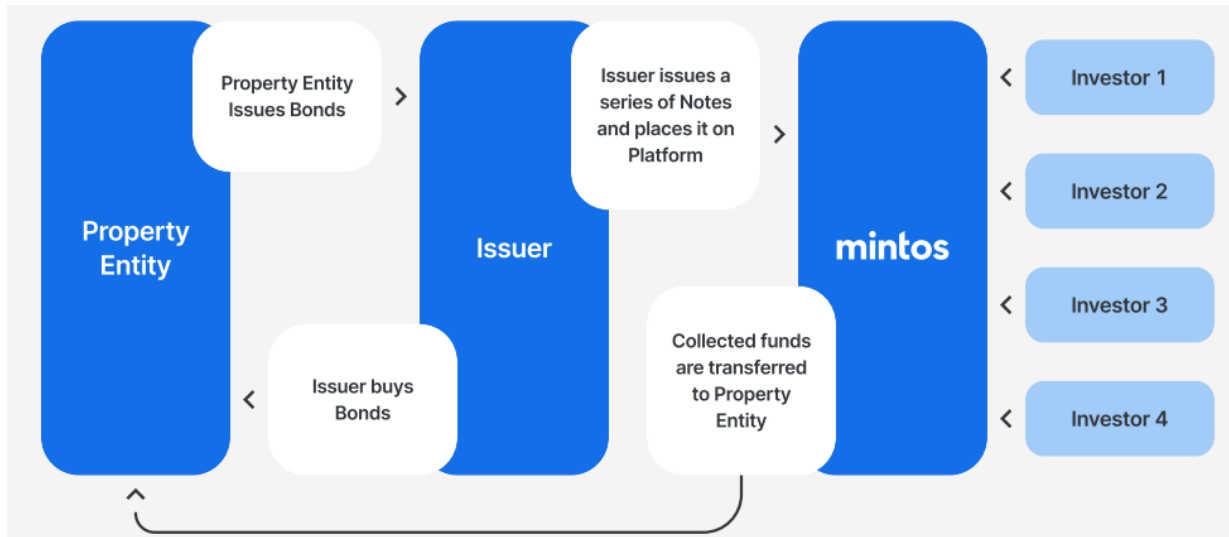 Property Entity
Issues Bonds
Issuer issues a
series of Notes
and places it on
Platform
Investor 1
Investor 2
Property
Entity
Issuer
mintos
Investor 3
Collected funds
are transferred
to Property
Entity
Issuer buys
Bonds
Investor 4